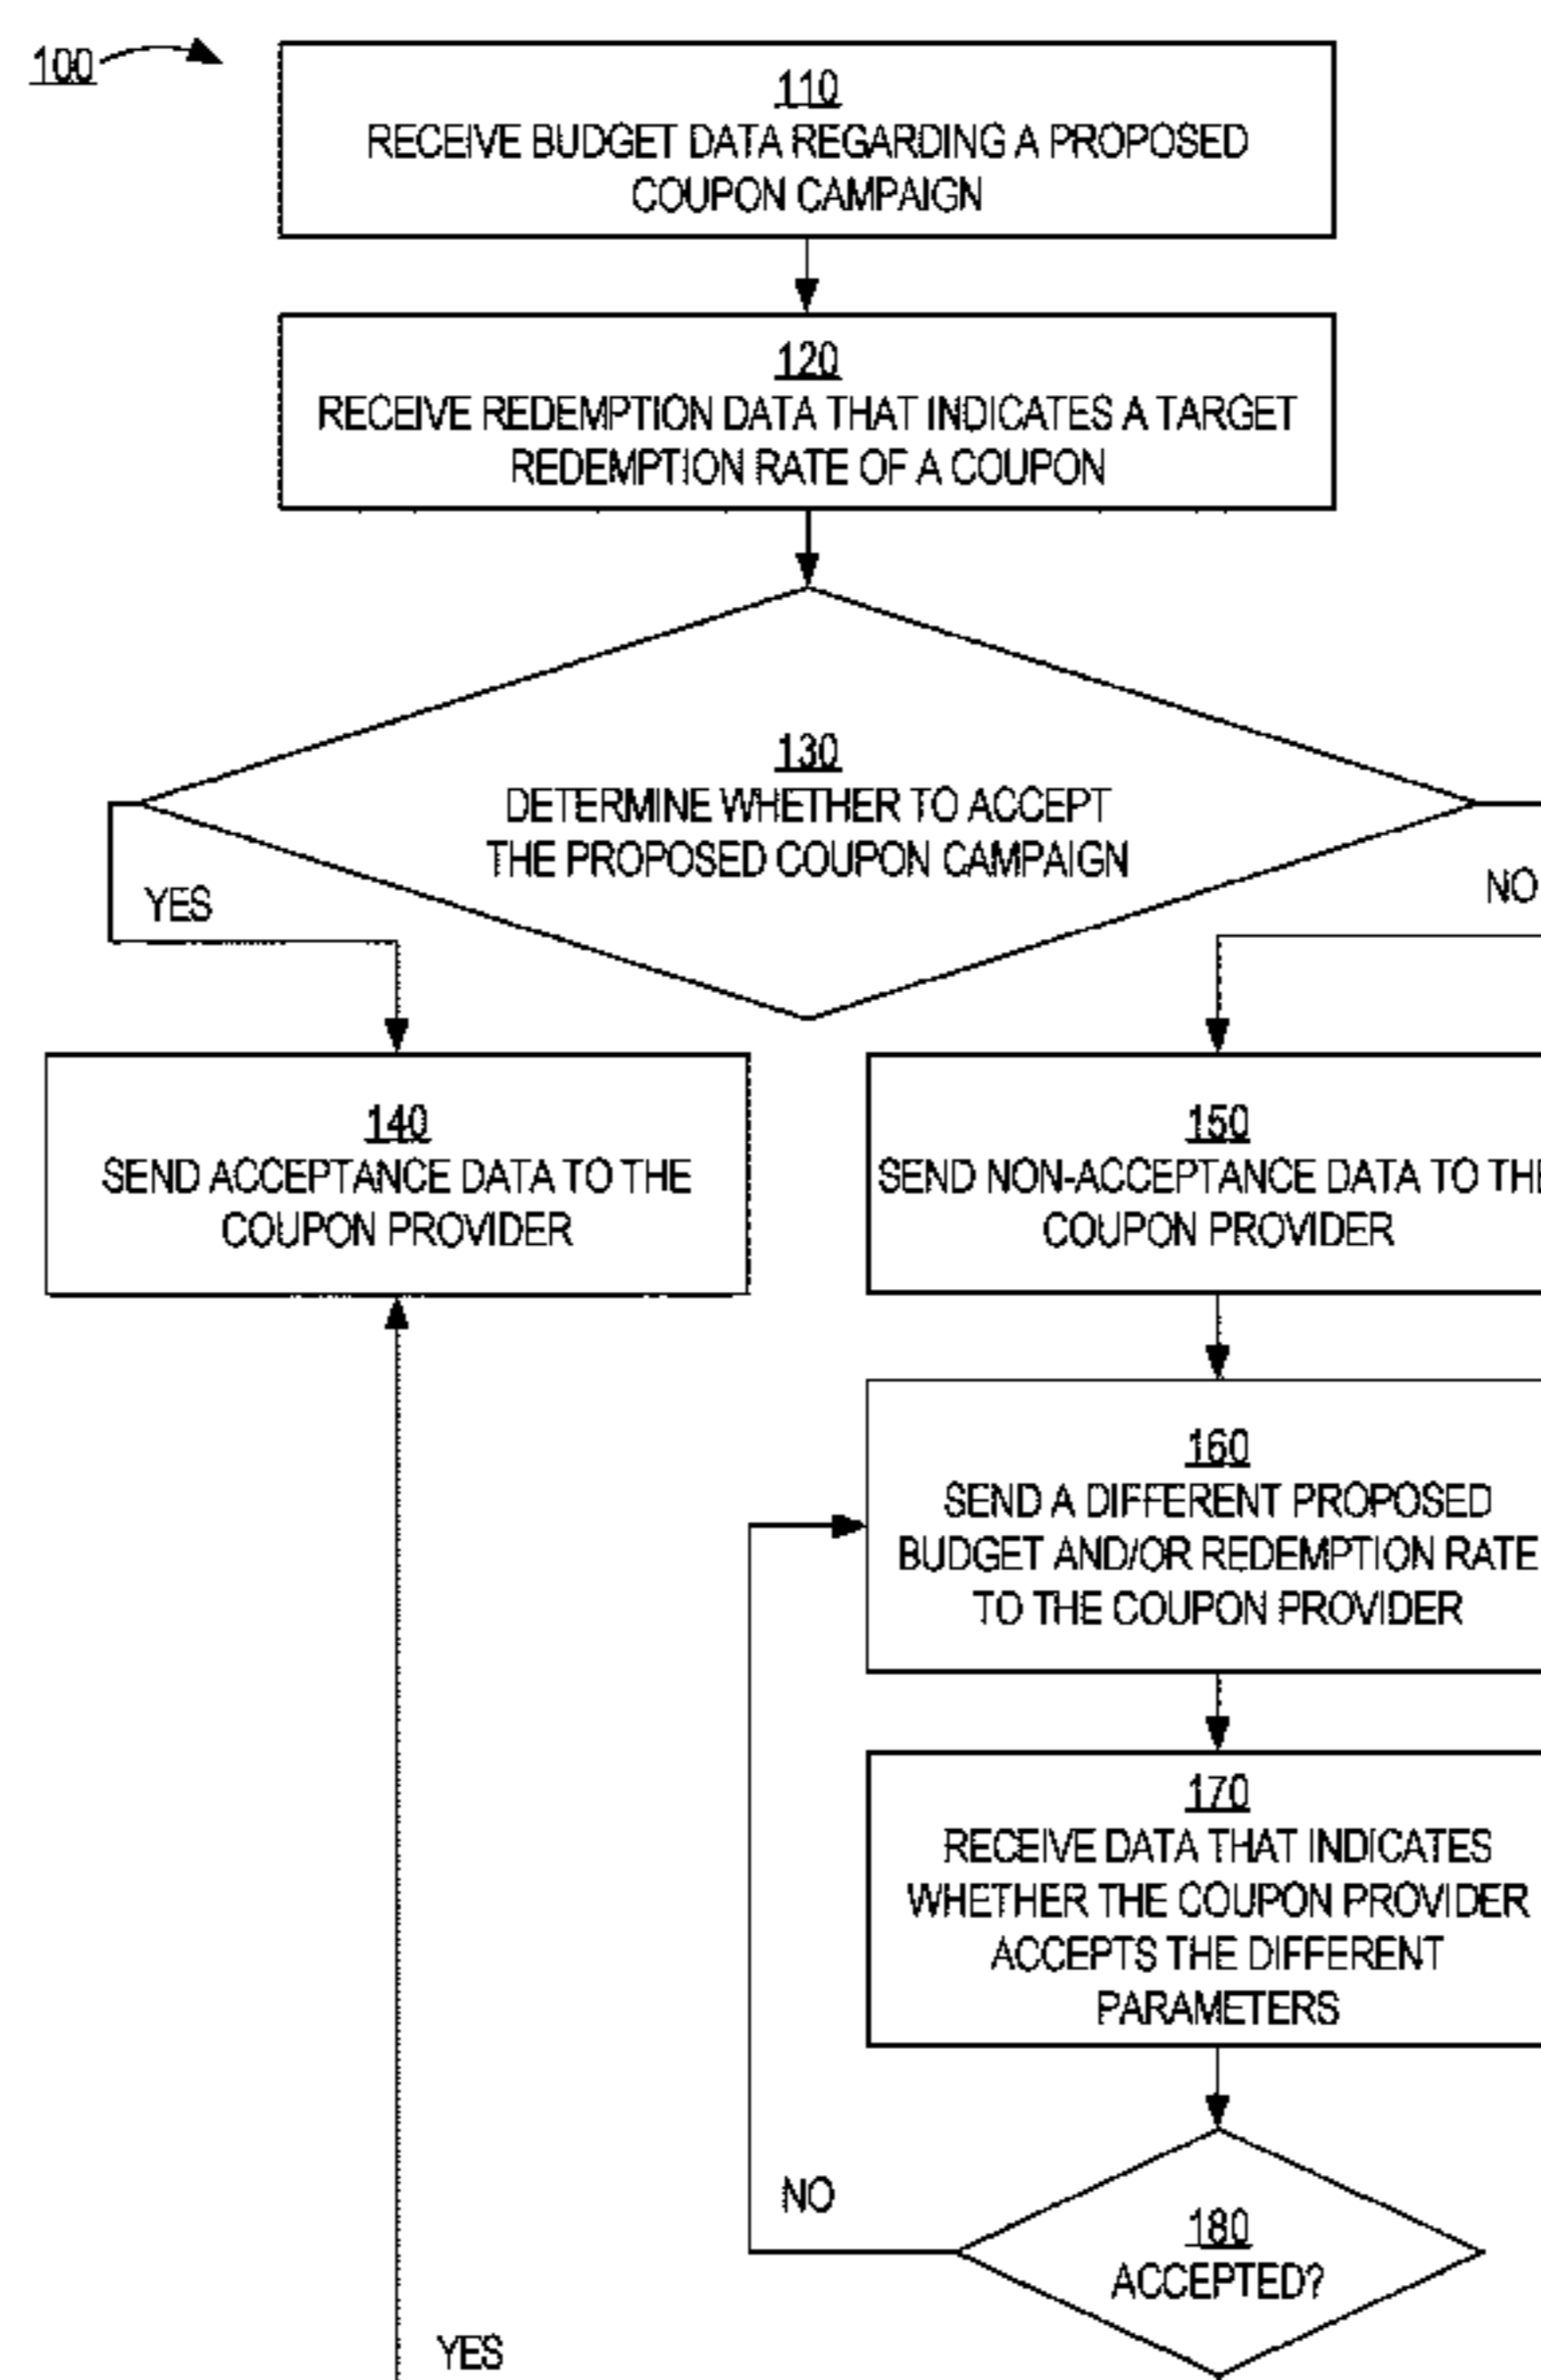 100
110
RECEIVE BUDGET DATA REGARDING A PROPOSED
COUPON CAMPAIGN
120
RECEIVE REDEMPTION DATA THAT INDICATES A TARGET
REDEMPTION RATE OF A COUPON
130
DETERMINE WHETHER TO ACCEPT
THE PROPOSED COUPON CAMPAIGN
YES
NO
140
SEND ACCEPTANCE DATA TO THE
COUPON PROVIDER
150
SEND NON-ACCEPTANCE DATA TO THE
COUPON PROVIDER
160
SEND A DIFFERENT PROPOSED
BUDGET AND/OR REDEMPTION RATE
TO THE COUPON PROVIDER
170
RECEIVE DATA THAT INDICATES
WHETHER THE COUPON PROVIDER
ACCEPTS THE DIFFERENT
PARAMETERS
NO
180
ACCEPTED?
YES